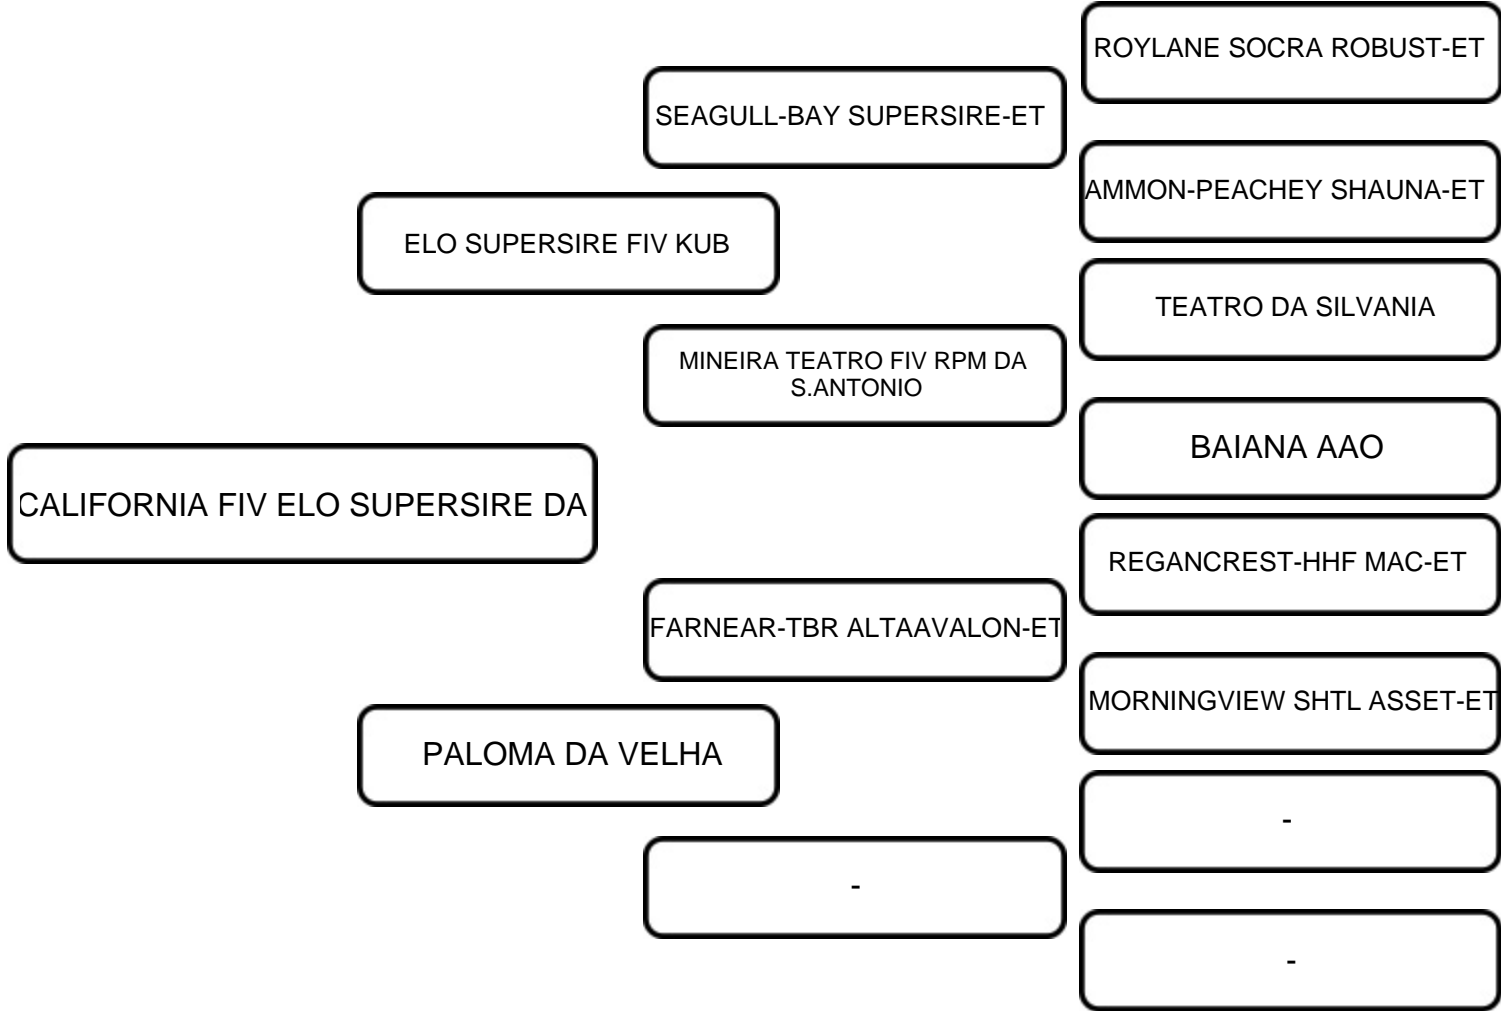 ROYLANE SOCRA ROBUST-ET
SEAGULL-BAY SUPERSIRE-ET
AMMON-PEACHEY SHAUNA-ET
ELO SUPERSIRE FIV KUB
TEATRO DA SILVANIA
MINEIRA TEATRO FIV RPM DA
S.ANTONIO
BAIANA AAO
CALIFORNIA FIV ELO SUPERSIRE DA
REGANCREST-HHF MAC-ET
FARNEAR-TBR ALTAAVALON-ET
MORNINGVIEW SHTL ASSET-ET
PALOMA DA VELHA
-
-
-